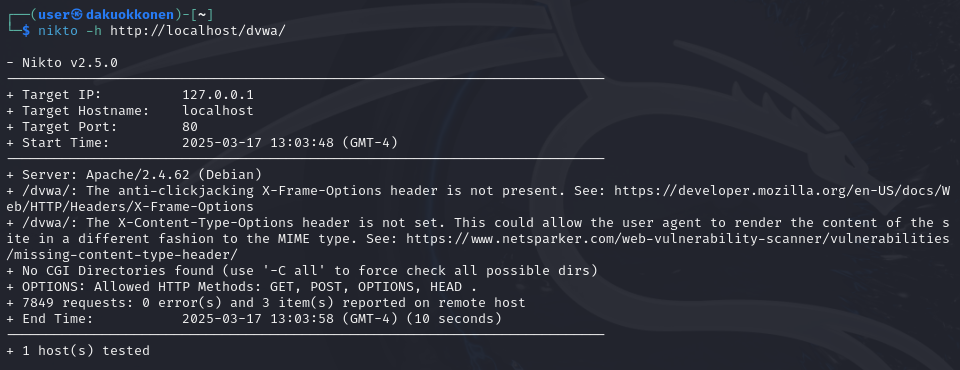 ┌──(user㉿dakuokkonen)-[~]
└─$ nikto -h http://localhost/dvwa/
- Nikto v2.5.0
---------------------------------------------------------------------------
+ Target IP:          127.0.0.1
+ Target Hostname:    localhost
+ Target Port:        80
+ Start Time:         2025-03-17 13:03:48 (GMT-4)
---------------------------------------------------------------------------
+ Server: Apache/2.4.62 (Debian)
+ /dvwa/: The anti-clickjacking X-Frame-Options header is not present. See: https://developer.mozilla.org/en-US/docs/W
eb/HTTP/Headers/X-Frame-Options
+ /dvwa/: The X-Content-Type-Options header is not set. This could allow the user agent to render the content of the s
ite in a different fashion to the MIME type. See: https://www.netsparker.com/web-vulnerability-scanner/vulnerabilities
/missing-content-type-header/
+ No CGI Directories found (use '-C all' to force check all possible dirs)
+ OPTIONS: Allowed HTTP Methods: GET, POST, OPTIONS, HEAD .
+ 7849 requests: 0 error(s) and 3 item(s) reported on remote host
+ End Time:           2025-03-17 13:03:58 (GMT-4) (10 seconds)
---------------------------------------------------------------------------
+ 1 host(s) tested